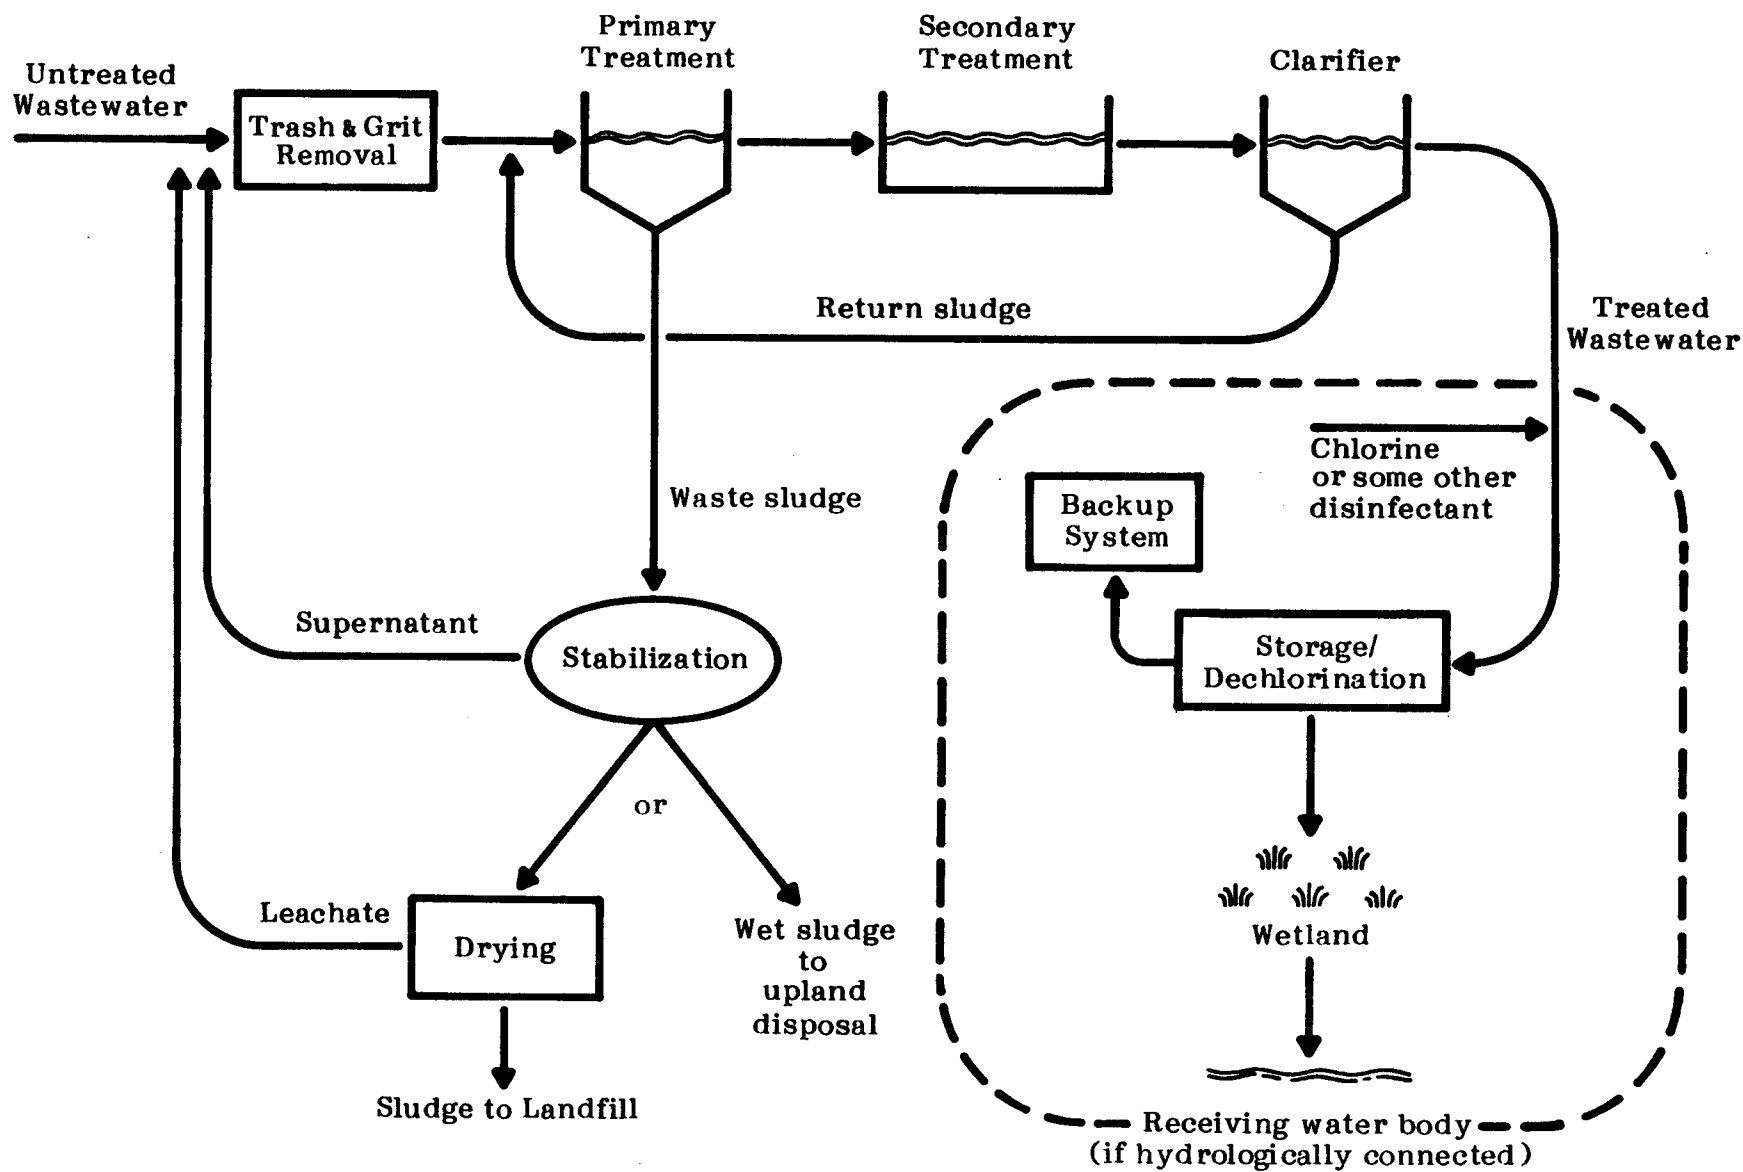 Primary
Treatment
Secondary
Treatment
Clarifier
Untreated
Wastewater
Trash & Grit
Removal
Return sludge
Treated
Wastewater
Chlorine
or some other
disinfectant
Waste sludge
Backup
System
Supernatant
Stabilization
Storage/
Dechlorination
or
Leachate
Drying
Wet sludge
to
upland
disposal
Wetland
Sludge to Landfill
Receiving water body
(if hydrologically connected)